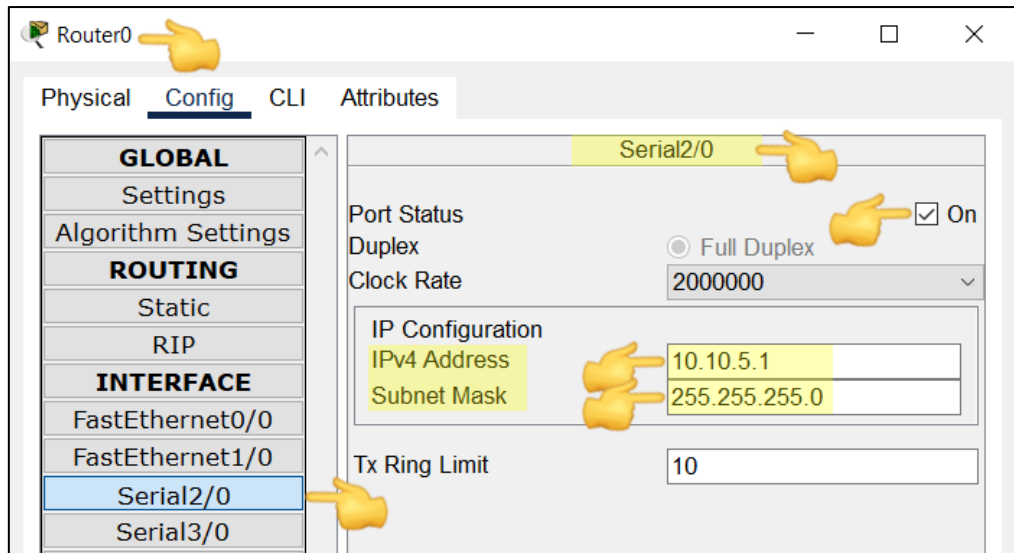 Router0
Physical Config CLI Attributes
GLOBAL
Settings
Algorithm Settings
ROUTING
Static
RIP
INTERFACE
FastEthernet0/0
FastEthernet1/0
Serial2/0
Serial3/0
Serial2/0
Port Status On
Duplex Full Duplex
Clock Rate 2000000
IP Configuration
IPv4 Address 10.10.5.1
Subnet Mask 255.255.255.0
Tx Ring Limit 10